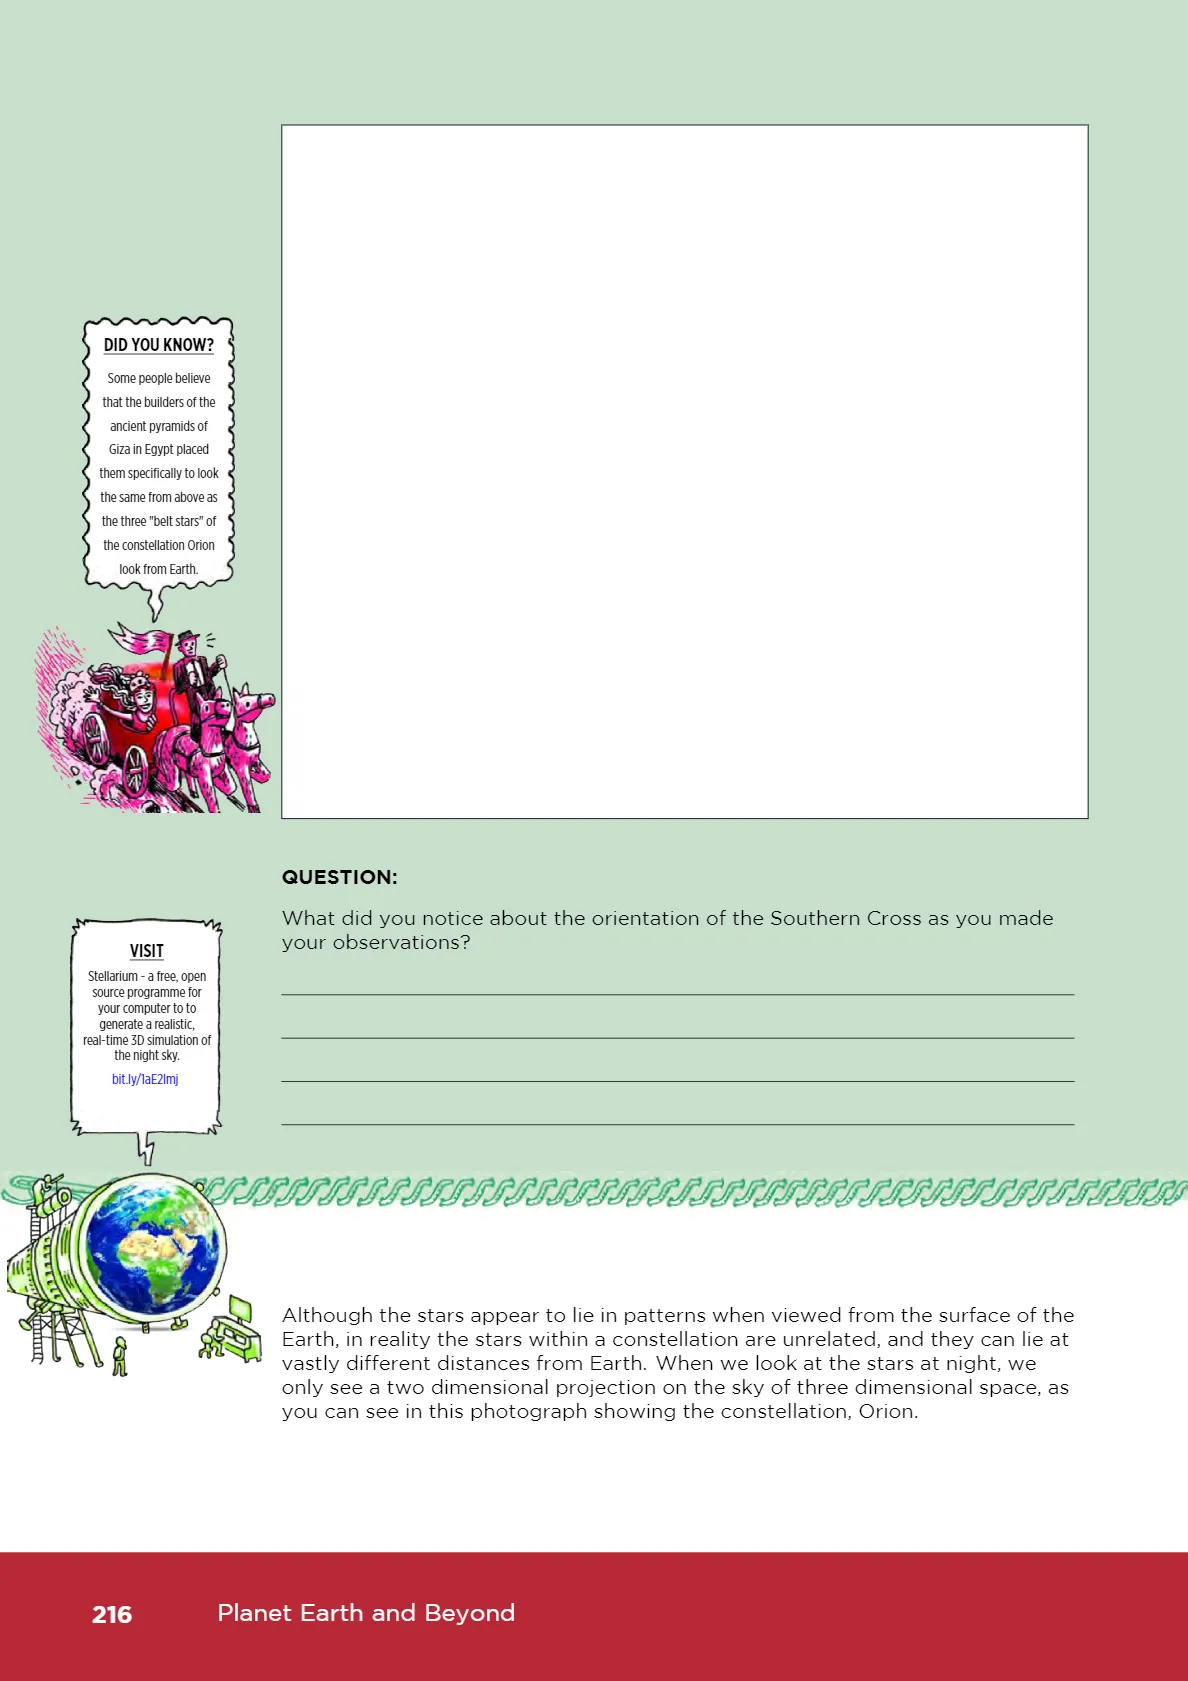 DID YOU KNOW?
Some people believe
that the builders of the
ancient pyramids of
Giza in Egypt placed
them specifically to look
the same from above as
the three "belt stars" of
the constellation Orion
look from Earth.
QUESTION:
What did you notice about the orientation of the Southern Cross as you made
your observations?
VISIT
Stellarium - a free, open
source programme for
your computer to to
generate a realistic,
real-time 3D simulation of
the night sky.
bit.ly/1aE2lmj
Although the stars appear to lie in patterns when viewed from the surface of the
Earth, in reality the stars within a constellation are unrelated, and they can lie at
vastly different distances from Earth. When we look at the stars at night, we
only see a two dimensional projection on the sky of three dimensional space, as
you can see in this photograph showing the constellation, Orion.
216 Planet Earth and Beyond